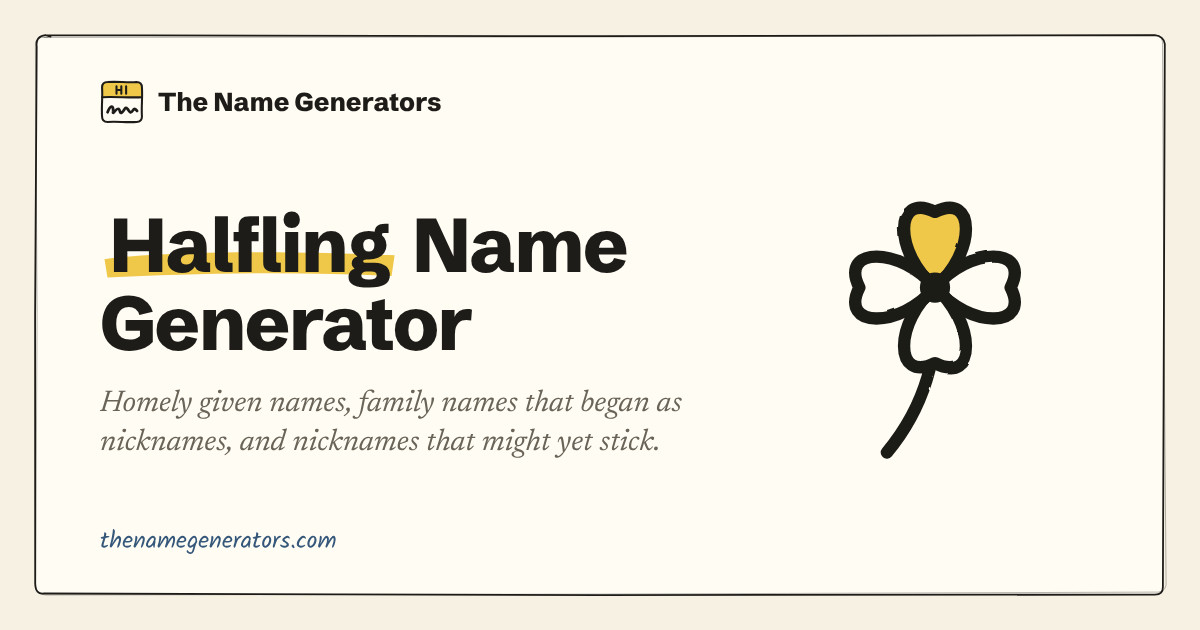 HI
The Name Generators
Halfling Name
Generator
Homely given names, family names that began as
nicknames, and nicknames that might yet stick.
thenamegenerators.com